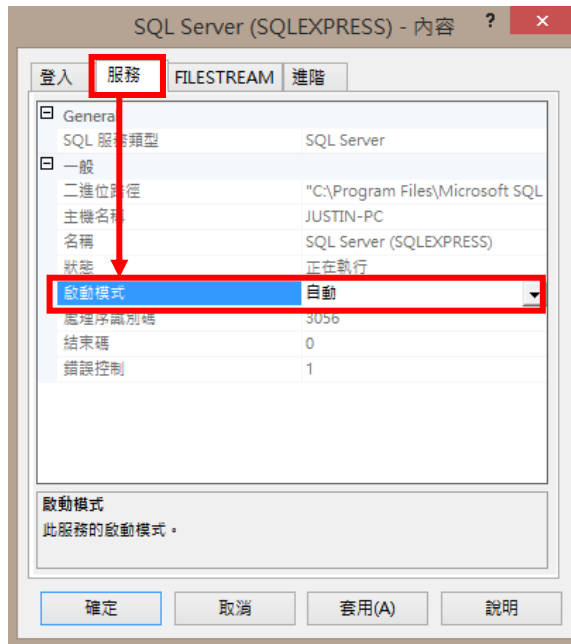 SQL Server (SQLEXPRESS) - 內容 ? ×
登入 服務 FILESTREAM 進階
General
SQL 服務類型 SQL Server
一般
二進位路徑 "C:\Program Files\Microsoft SQL
主機名稱 JUSTIN-PC
名稱 SQL Server (SQLEXPRESS)
狀態 正在執行
啟動模式 自動
處理序識別碼 3056
結束碼 0
錯誤控制 1
啟動模式
此服務的啟動模式。
確定 取消 套用(A) 說明